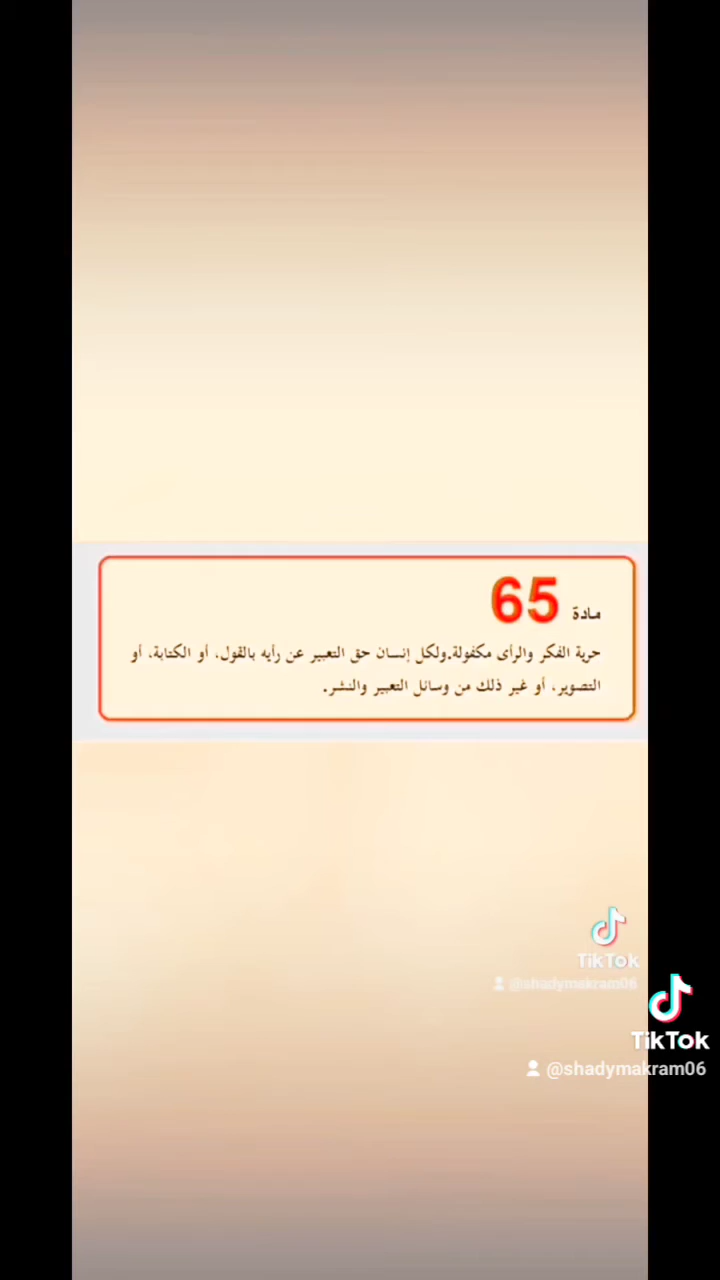 مادة 65
حرية الفكر والرأى مكفولة.ولكل إنسان حق التعبير عن رأيه بالقول، أو الكتابة، أو
التصوير، أو غير ذلك من وسائل التعبير والنشر.
TikTok
@shadymakram06
TikTok
@shadymakram06